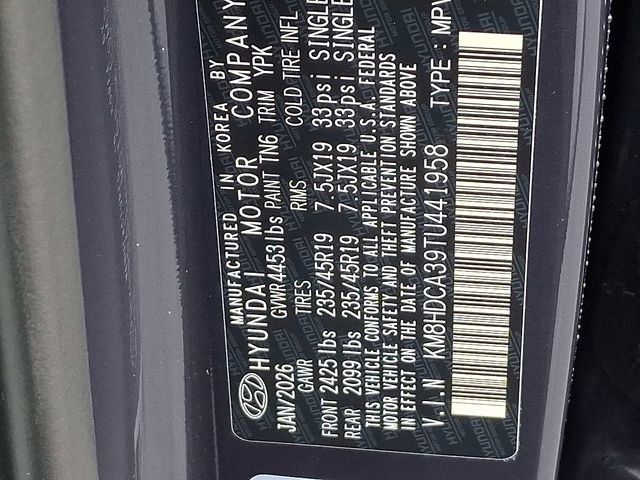 MANUFACTURED IN KOREA BY
HYUNDAI MOTOR COMPANY
JAN/2026 GVWR 4453 lbs PAINT TN6 TRIM YPK
GAWR TIRES RIMS COLD TIRE INFL
FRONT 2425 lbs 235/45R19 7.5JX19 33psi SINGLE
REAR 2099 lbs 235/45R19 7.5JX19 33psi SINGLE
THIS VEHICLE CONFORMS TO ALL APPLICABLE U.S.A. FEDERAL
MOTOR VEHICLE SAFETY AND THEFT PREVENTION STANDARDS
IN EFFECT ON THE DATE OF MANUFACTURE SHOWN ABOVE
V.I.N KM8HDCA39TU441958 TYPE : MPV